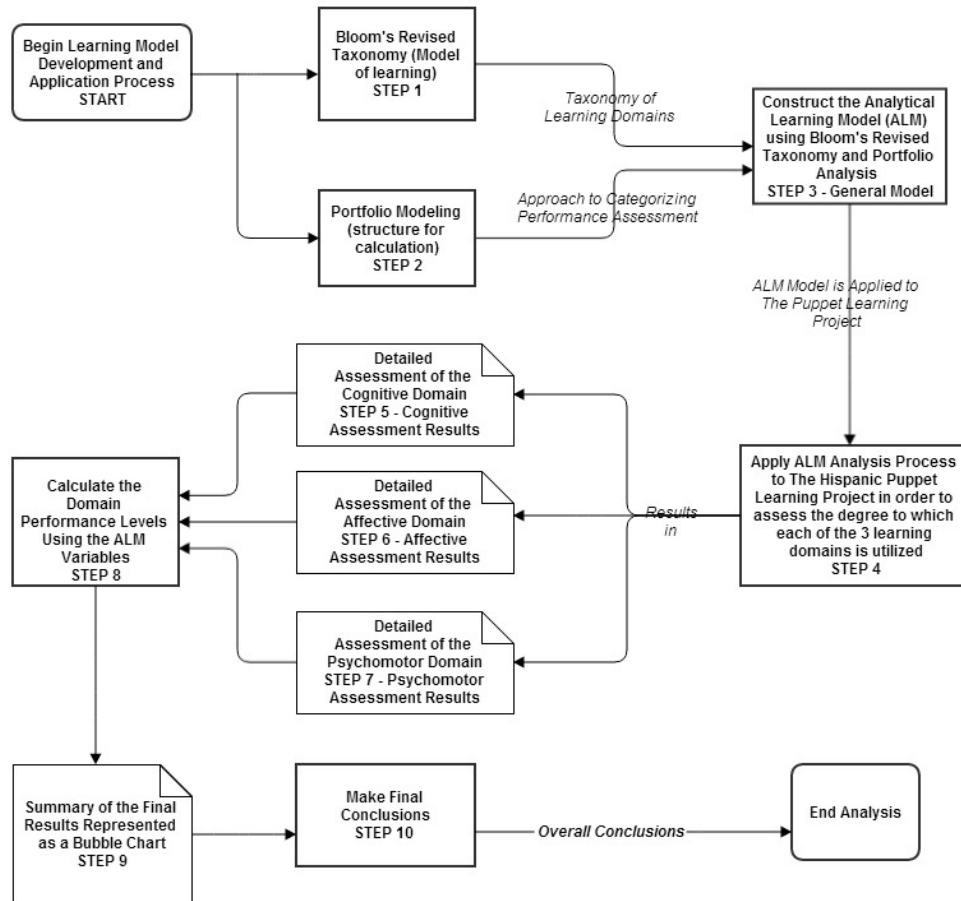 Begin Learning Model
Development and
Application Process
START
Bloom's Revised
Taxonomy (Model
of learning)
STEP 1
Taxonomy of
Learning Domains
Construct the Analytical
Learning Model (ALM)
using Bloom's Revised
Taxonomy and Portfolio
Analysis
STEP 3 - General Model
Portfolio Modeling
(structure for
calculation)
STEP 2
Approach to Categorizing
Performance Assessment
ALM Model is Applied to
The Puppet Learning
Project
Detailed
Assessment of the
Cognitive Domain
STEP 5 - Cognitive
Assessment Results
Calculate the
Domain
Performance Levels
Using the ALM
Variables
STEP 8
Detailed
Assessment of the
Affective Domain
STEP 6 - Affective
Assessment Results
Results
in
Apply ALM Analysis Process
to The Hispanic Puppet
Learning Project in order to
assess the degree to which
each of the 3 learning
domains is utilized
STEP 4
Detailed
Assessment of the
Psychomotor Domain
STEP 7 - Psychomotor
Assessment Results
Summary of the Final
Results Represented
as a Bubble Chart
STEP 9
Make Final
Conclusions
STEP 10
Overall Conclusions
End Analysis